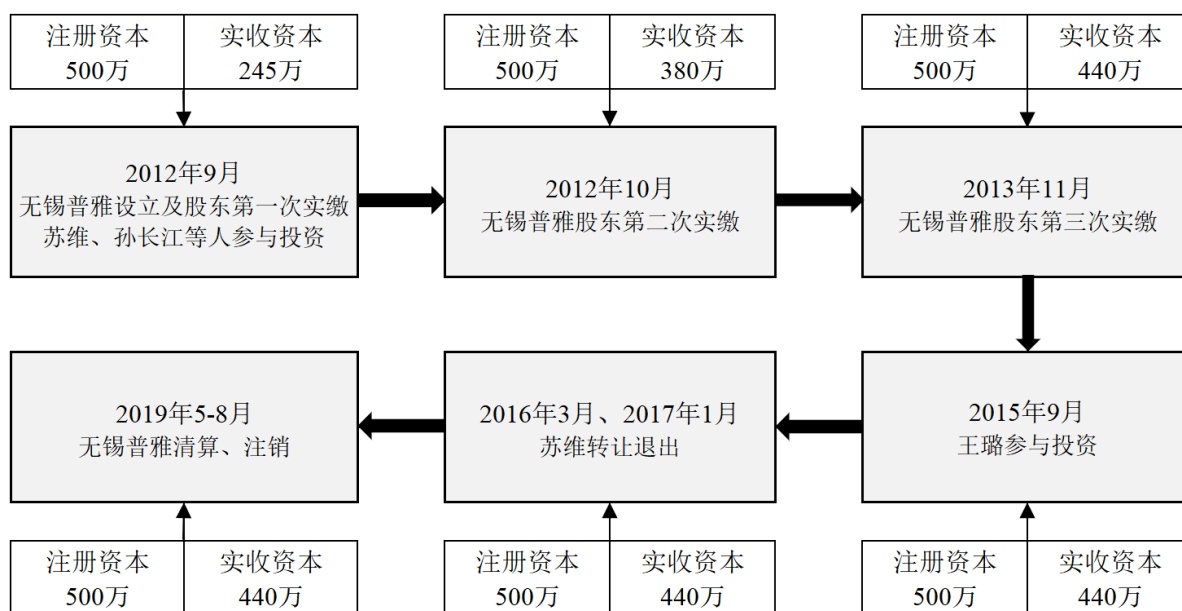 注册资本
500万
实收资本
245万
注册资本
500万
实收资本
380万
注册资本
500万
实收资本
440万
2012年9月
无锡普雅设立及股东第一次实缴
苏维、孙长江等人参与投资
2012年10月
无锡普雅股东第二次实缴
2013年11月
无锡普雅股东第三次实缴
2015年9月
王璐参与投资
2016年3月、2017年1月
苏维转让退出
2019年5-8月
无锡普雅清算、注销
注册资本
500万
实收资本
440万
注册资本
500万
实收资本
440万
注册资本
500万
实收资本
440万